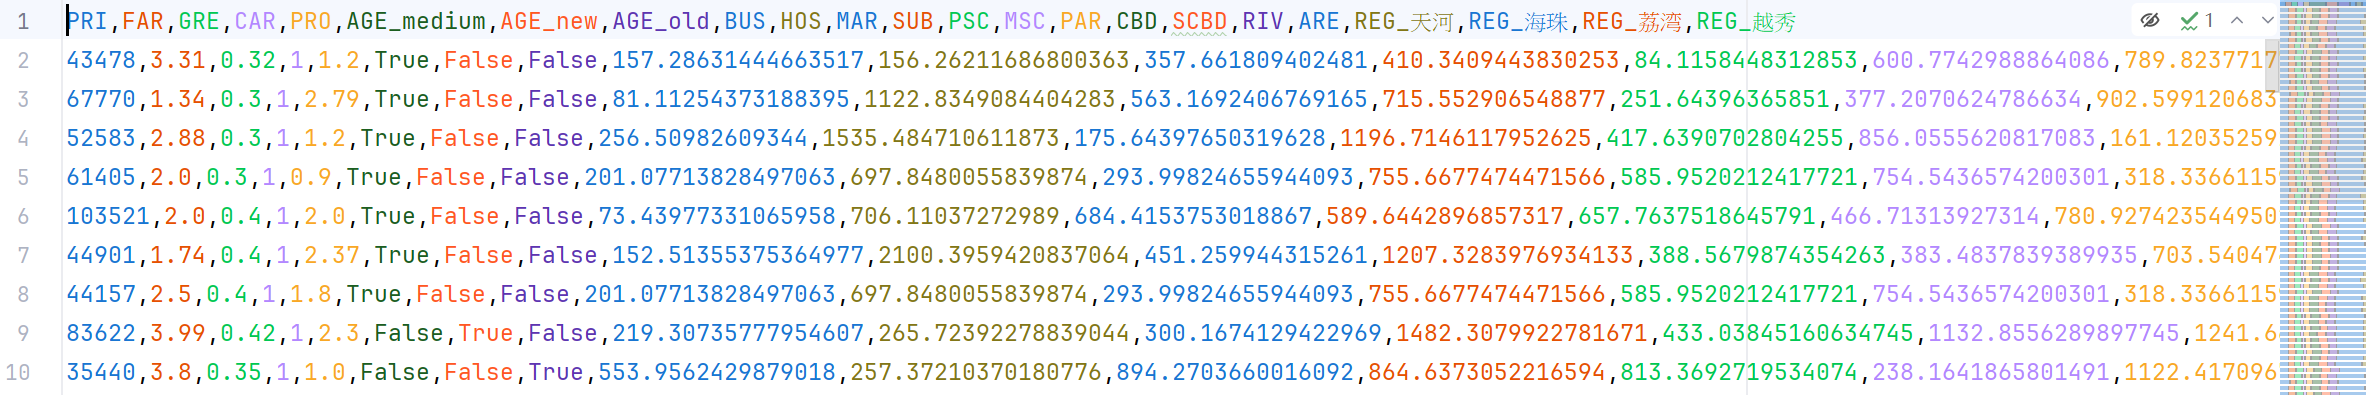 1 PRI,FAR,GRE,CAR,PRO,AGE_medium,AGE_new,AGE_old,BUS,HOS,MAR,SUB,PSC,MSC,PAR,CBD,SCBD,RIV,ARE,REG_天河,REG_海珠,REG_荔湾,REG_越秀 1
2 43478,3.31,0.32,1,1.2,True,False,False,157.28631444663517,156.26211686800363,357.661809402481,410.3409443830253,84.1158448312853,600.7742988864086,789.8237717
3 67770,1.34,0.3,1,2.79,True,False,False,81.11254373188395,1122.8349084404283,563.1692406769165,715.552906548877,251.64396365851,377.2070624786634,902.599120683
4 52583,2.88,0.3,1,1.2,True,False,False,256.50982609344,1535.484710611873,175.64397650319628,1196.7146117952625,417.6390702804255,856.0555620817083,161.12035259
5 61405,2.0,0.3,1,0.9,True,False,False,201.07713828497063,697.8480055839874,293.99824655944093,755.6677474471566,585.9520212417721,754.5436574200301,318.3366115
6 103521,2.0,0.4,1,2.0,True,False,False,73.43977331065958,706.11037272989,684.4153753018867,589.6442896857317,657.7637518645791,466.71313927314,780.927423544950
7 44901,1.74,0.4,1,2.37,True,False,False,152.51355375364977,2100.3959420837064,451.259944315261,1207.3283976934133,388.5679874354263,383.4837839389935,703.54047
8 44157,2.5,0.4,1,1.8,True,False,False,201.07713828497063,697.8480055839874,293.99824655944093,755.6677474471566,585.9520212417721,754.5436574200301,318.3366115
9 83622,3.99,0.42,1,2.3,False,True,False,219.30735777954607,265.72392278839044,300.1674129422969,1482.3079922781671,433.03845160634745,1132.8556289897745,1241.6
10 35440,3.8,0.35,1,1.0,False,False,True,553.9562429879018,257.37210370180776,894.2703660016092,864.6373052216594,813.3692719534074,238.1641865801491,1122.417096